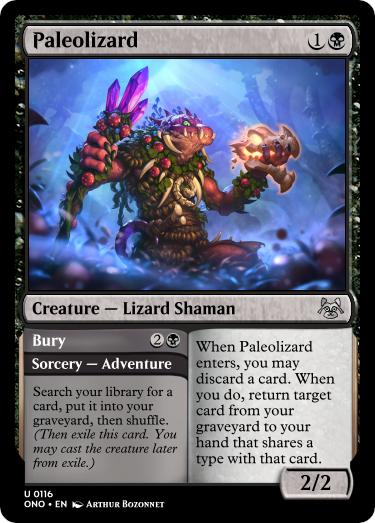 Paleolizard 1
Creature — Lizard Shaman
Bury 2
Sorcery — Adventure
Search your library for a
card, put it into your
graveyard, then shuffle.
(Then exile this card. You
may cast the creature later
from exile.)
When Paleolizard
enters, you may
discard a card. When
you do, return target
card from your
graveyard to your
hand that shares a
type with that card.
2/2
U 0116
ONO • EN Arthur Bozonnet